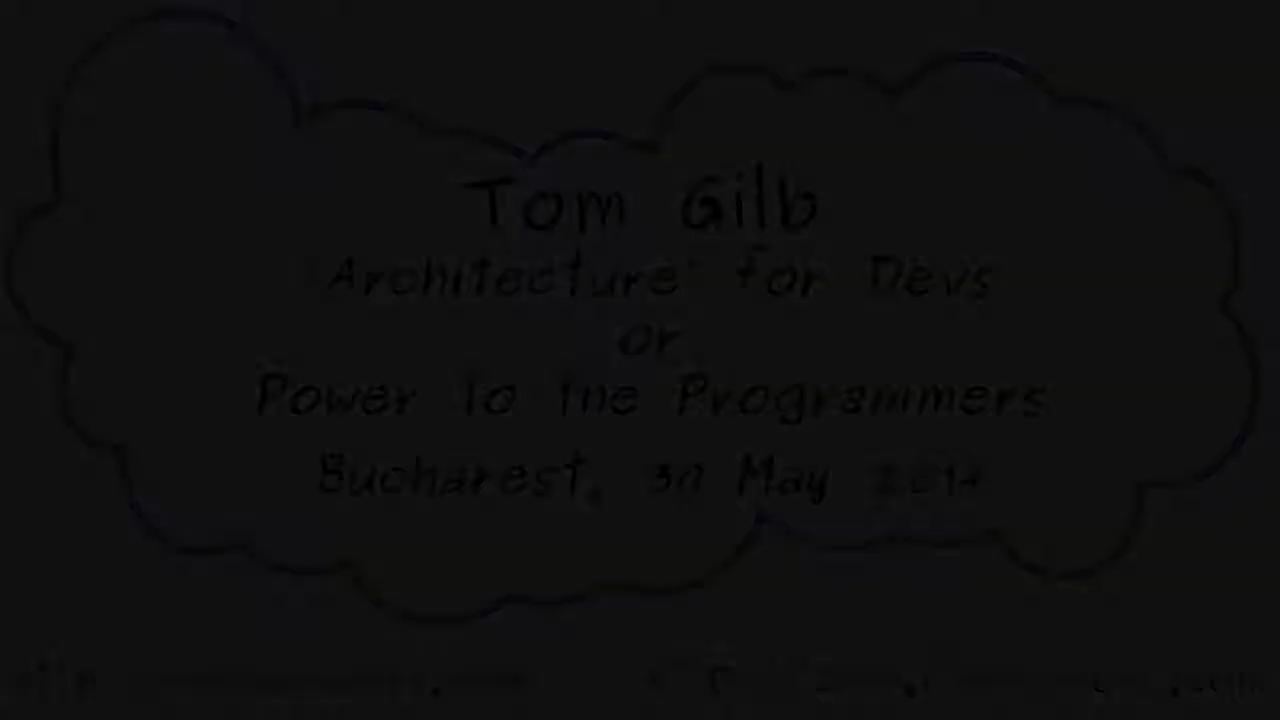 Tom Gilb
"Architecture" for Devs
or
Power to the Programmers
Bucharest, 30 May 2014